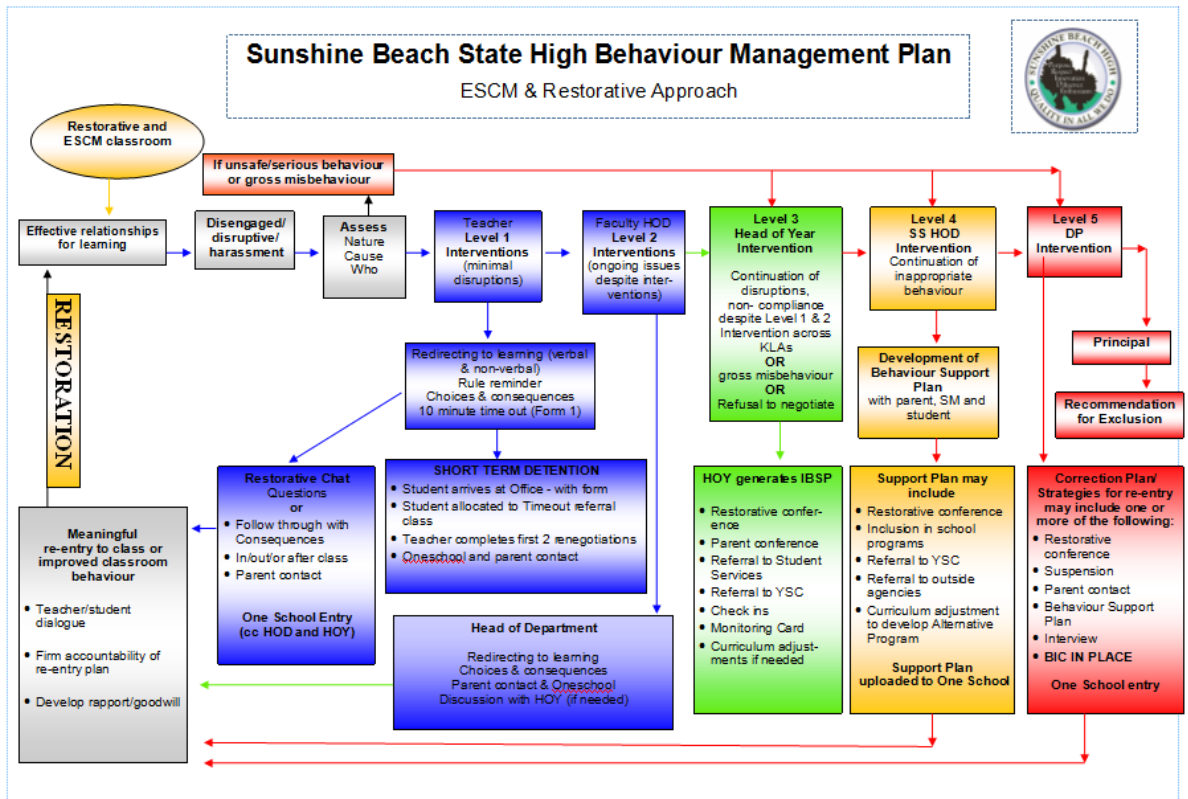 Sunshine Beach State High Behaviour Management Plan
ESCM & Restorative Approach
SUNSHINE BEACH HIGH
QUALITY IN ALL WE DO
Restorative and
ESCM classroom
If unsafe/serious behaviour
or gross misbehaviour
Effective relationships
for learning
Disengaged/
disruptive/
harassment
Assess
Nature
Cause
Who
Teacher
Level 1
Interventions
(minimal
disruptions)
Faculty HOD
Level 2
Interventions
(ongoing issues
despite inter-
ventions)
Level 3
Head of Year
Intervention
Continuation of
disruptions,
non- compliance
despite Level 1 & 2
Intervention across
KLAs
OR
gross misbehaviour
OR
Refusal to negotiate
Level 4
SS HOD
Intervention
Continuation of
inappropriate
behaviour
Level 5
DP
Intervention
Principal
Recommendation
for Exclusion
Development of
Behaviour Support
Plan
with parent, SM and
student
RESTORATION
Redirecting to learning (verbal
& non-verbal)
Rule reminder
Choices & consequences
10 minute time out (Form 1)
Restorative Chat
Questions
or
• Follow through with
Consequences
• In/out/or after class
• Parent contact
One School Entry
(cc HOD and HOY)
SHORT TERM DETENTION
• Student arrives at Office - with form
• Student allocated to Timeout referral
class
• Teacher completes first 2 renegotiations
• Oneschool and parent contact
Head of Department
Redirecting to learning
Choices & consequences
Parent contact & Oneschool
Discussion with HOY (if needed)
HOY generates IBSP
• Restorative confer-
ence
• Parent conference
• Referral to Student
Services
• Referral to YSC
• Check ins
• Monitoring Card
• Curriculum adjust-
ments if needed
Support Plan may
include
• Restorative conference
• Inclusion in school
programs
• Referral to YSC
• Referral to outside
agencies
• Curriculum adjustment
to develop Alternative
Program
Support Plan
uploaded to One School
Correction Plan/
Strategies for re-entry
may include one or
more of the following:
• Restorative
conference
• Suspension
• Parent contact
• Behaviour Support
Plan
• Interview
• BIC IN PLACE
One School entry
Meaningful
re-entry to class or
improved classroom
behaviour
• Teacher/student
dialogue
• Firm accountability of
re-entry plan
• Develop rapport/goodwill